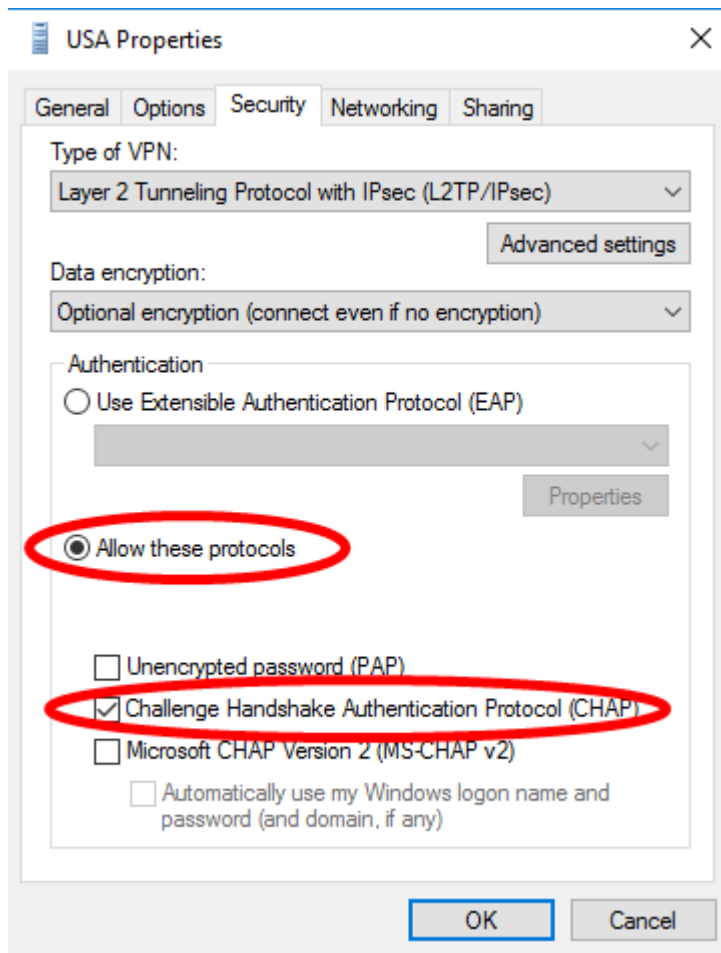 USA Properties
General Options Security Networking Sharing
Type of VPN:
Layer 2 Tunneling Protocol with IPsec (L2TP/IPsec)
Advanced settings
Data encryption:
Optional encryption (connect even if no encryption)
Authentication
Use Extensible Authentication Protocol (EAP)
Properties
Allow these protocols
Unencrypted password (PAP)
Challenge Handshake Authentication Protocol (CHAP)
Microsoft CHAP Version 2 (MS-CHAP v2)
Automatically use my Windows logon name and
password (and domain, if any)
OK Cancel